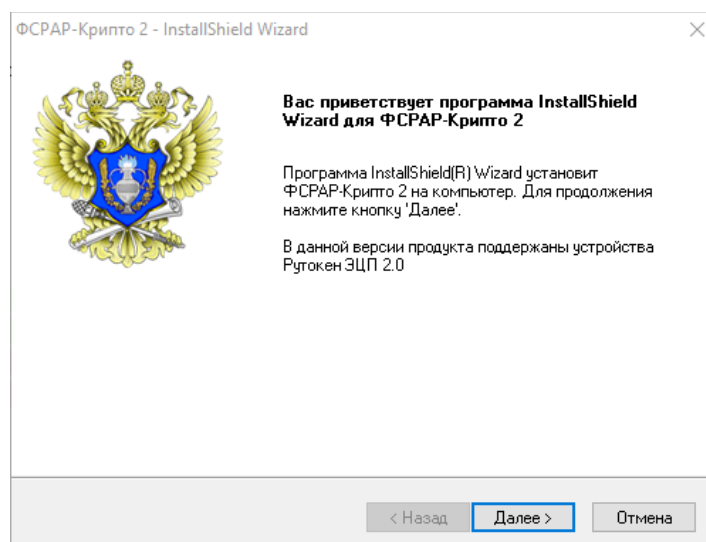 ФСРАР-Крипто 2 - InstallShield Wizard
Вас приветствует программа InstallShield
Wizard для ФСРАР-Крипто 2
Программа InstallShield(R) Wizard установит
ФСРАР-Крипто 2 на компьютер. Для продолжения
нажмите кнопку 'Далее'.
В данной версии продукта поддержаны устройства
Рутокен ЭЦП 2.0
< Назад
Далее >
Отмена